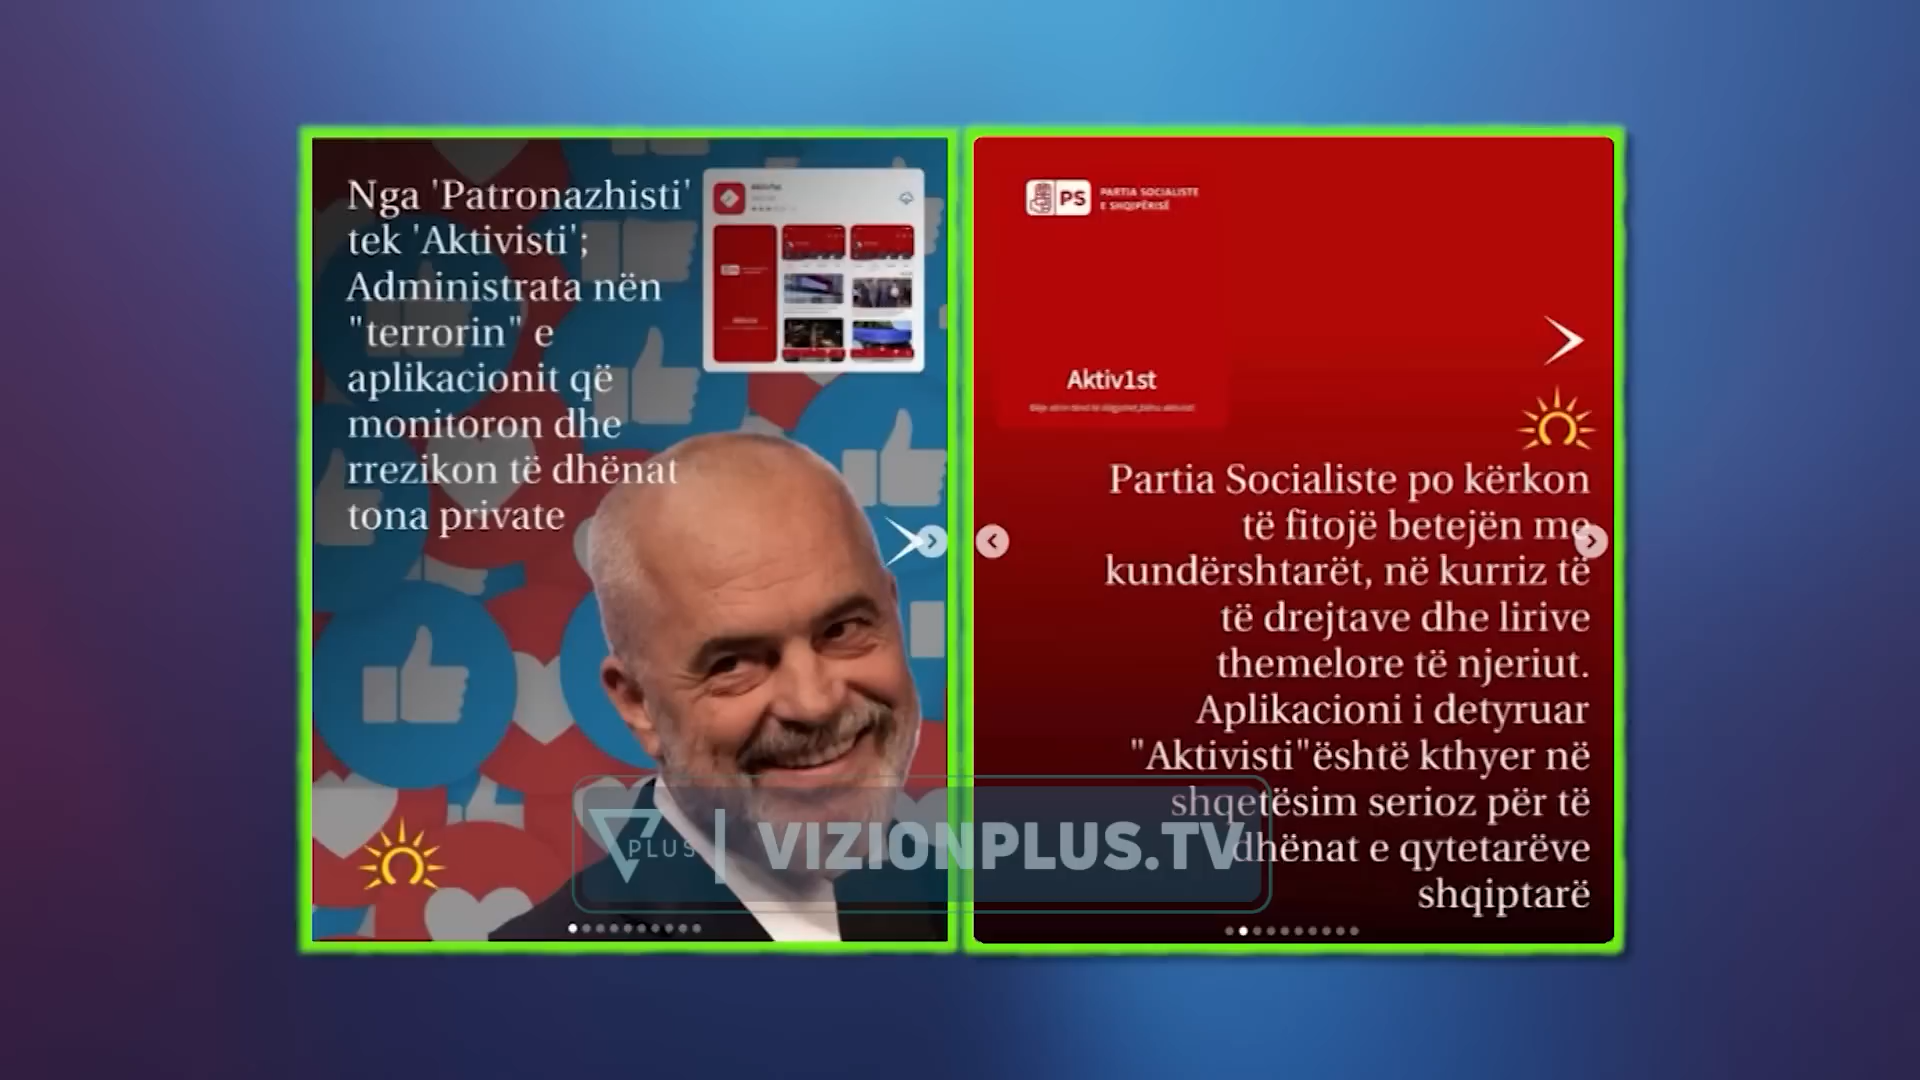 Nga 'Patronazhisti'
tek 'Aktivisti';
Administrata nën
"terrorin" e
aplikacionit që
monitoron dhe
rrezikon të dhënat
tona private
PS
PARTIA SOCIALISTE
E SHQIPËRISË
Aktiv1st
Partia Socialiste po kërkon
të fitojë betejën me
kundërshtarët, në kurriz të
të drejtave dhe lirive
themelore të njeriut.
Aplikacioni i detyruar
"Aktivisti"është kthyer në
shqetësim serioz për të
dhënat e qytetarëve
shqiptarë
PLUS | VIZIONPLUS.TV